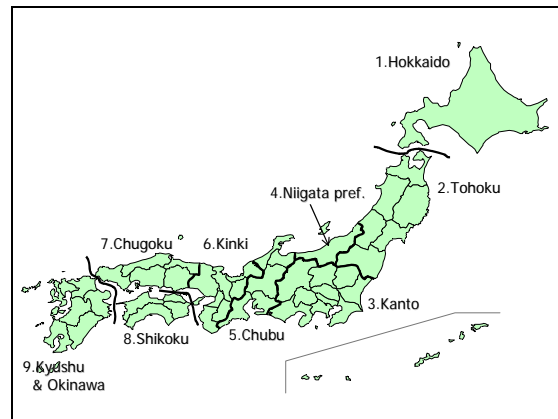 1.Hokkaido
2.Tohoku
4.Niigata pref.
7.Chugoku
6.Kinki
3.Kanto
8.Shikoku
5.Chubu
9.Kyushu
& Okinawa